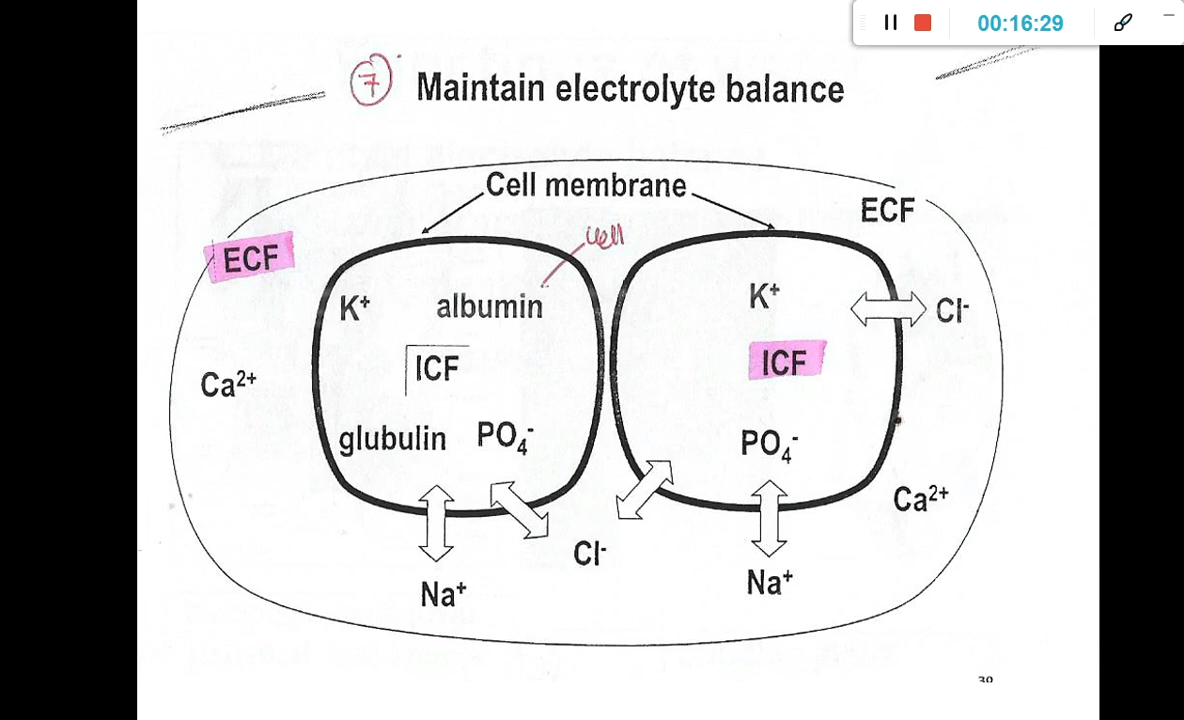 00:16:29
7 Maintain electrolyte balance
Cell membrane
ECF
cell
ECF
K⁺ albumin
K⁺
Cl⁻
ICF
ICF
Ca²⁺
glubulin PO₄⁻
PO₄⁻
Ca²⁺
Cl⁻
Na⁺
Na⁺
30